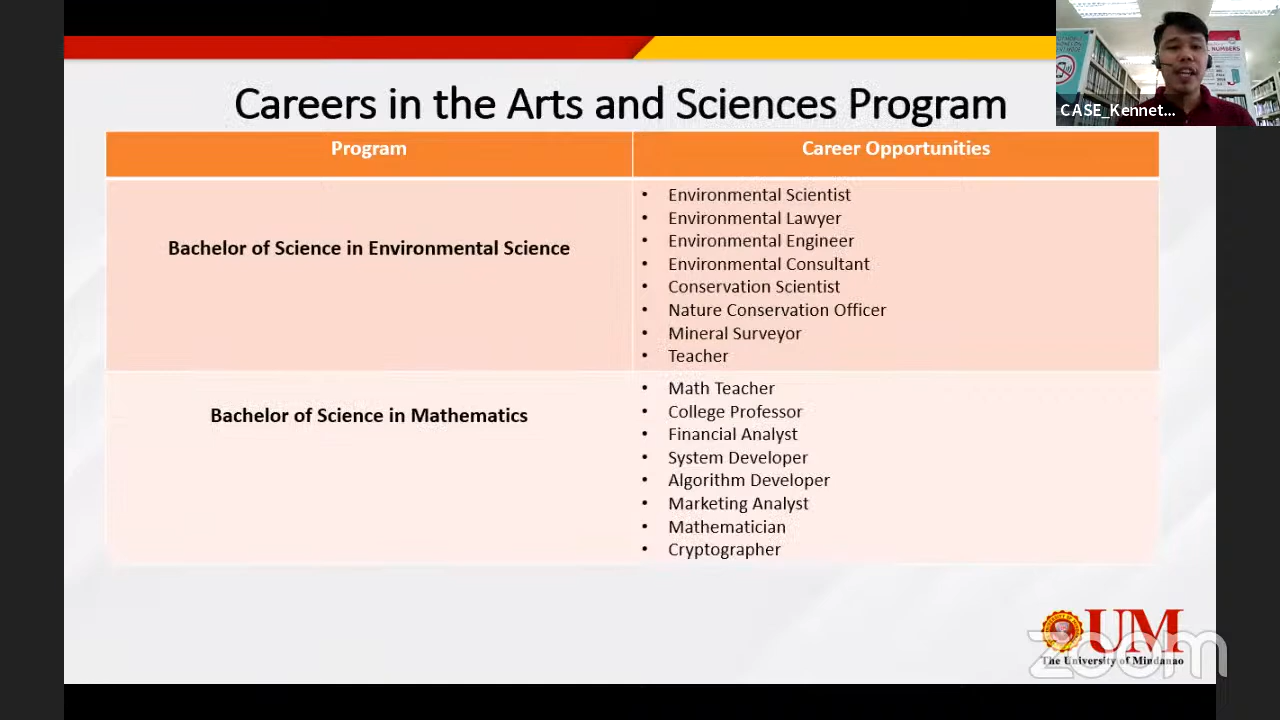 Careers in the Arts and Sciences Program
CASE_Kennet...
Program
Career Opportunities
Bachelor of Science in Environmental Science
• Environmental Scientist
• Environmental Lawyer
• Environmental Engineer
• Environmental Consultant
• Conservation Scientist
• Nature Conservation Officer
• Mineral Surveyor
• Teacher
Bachelor of Science in Mathematics
• Math Teacher
• College Professor
• Financial Analyst
• System Developer
• Algorithm Developer
• Marketing Analyst
• Mathematician
• Cryptographer
UM
The University of Mindanao
zoom